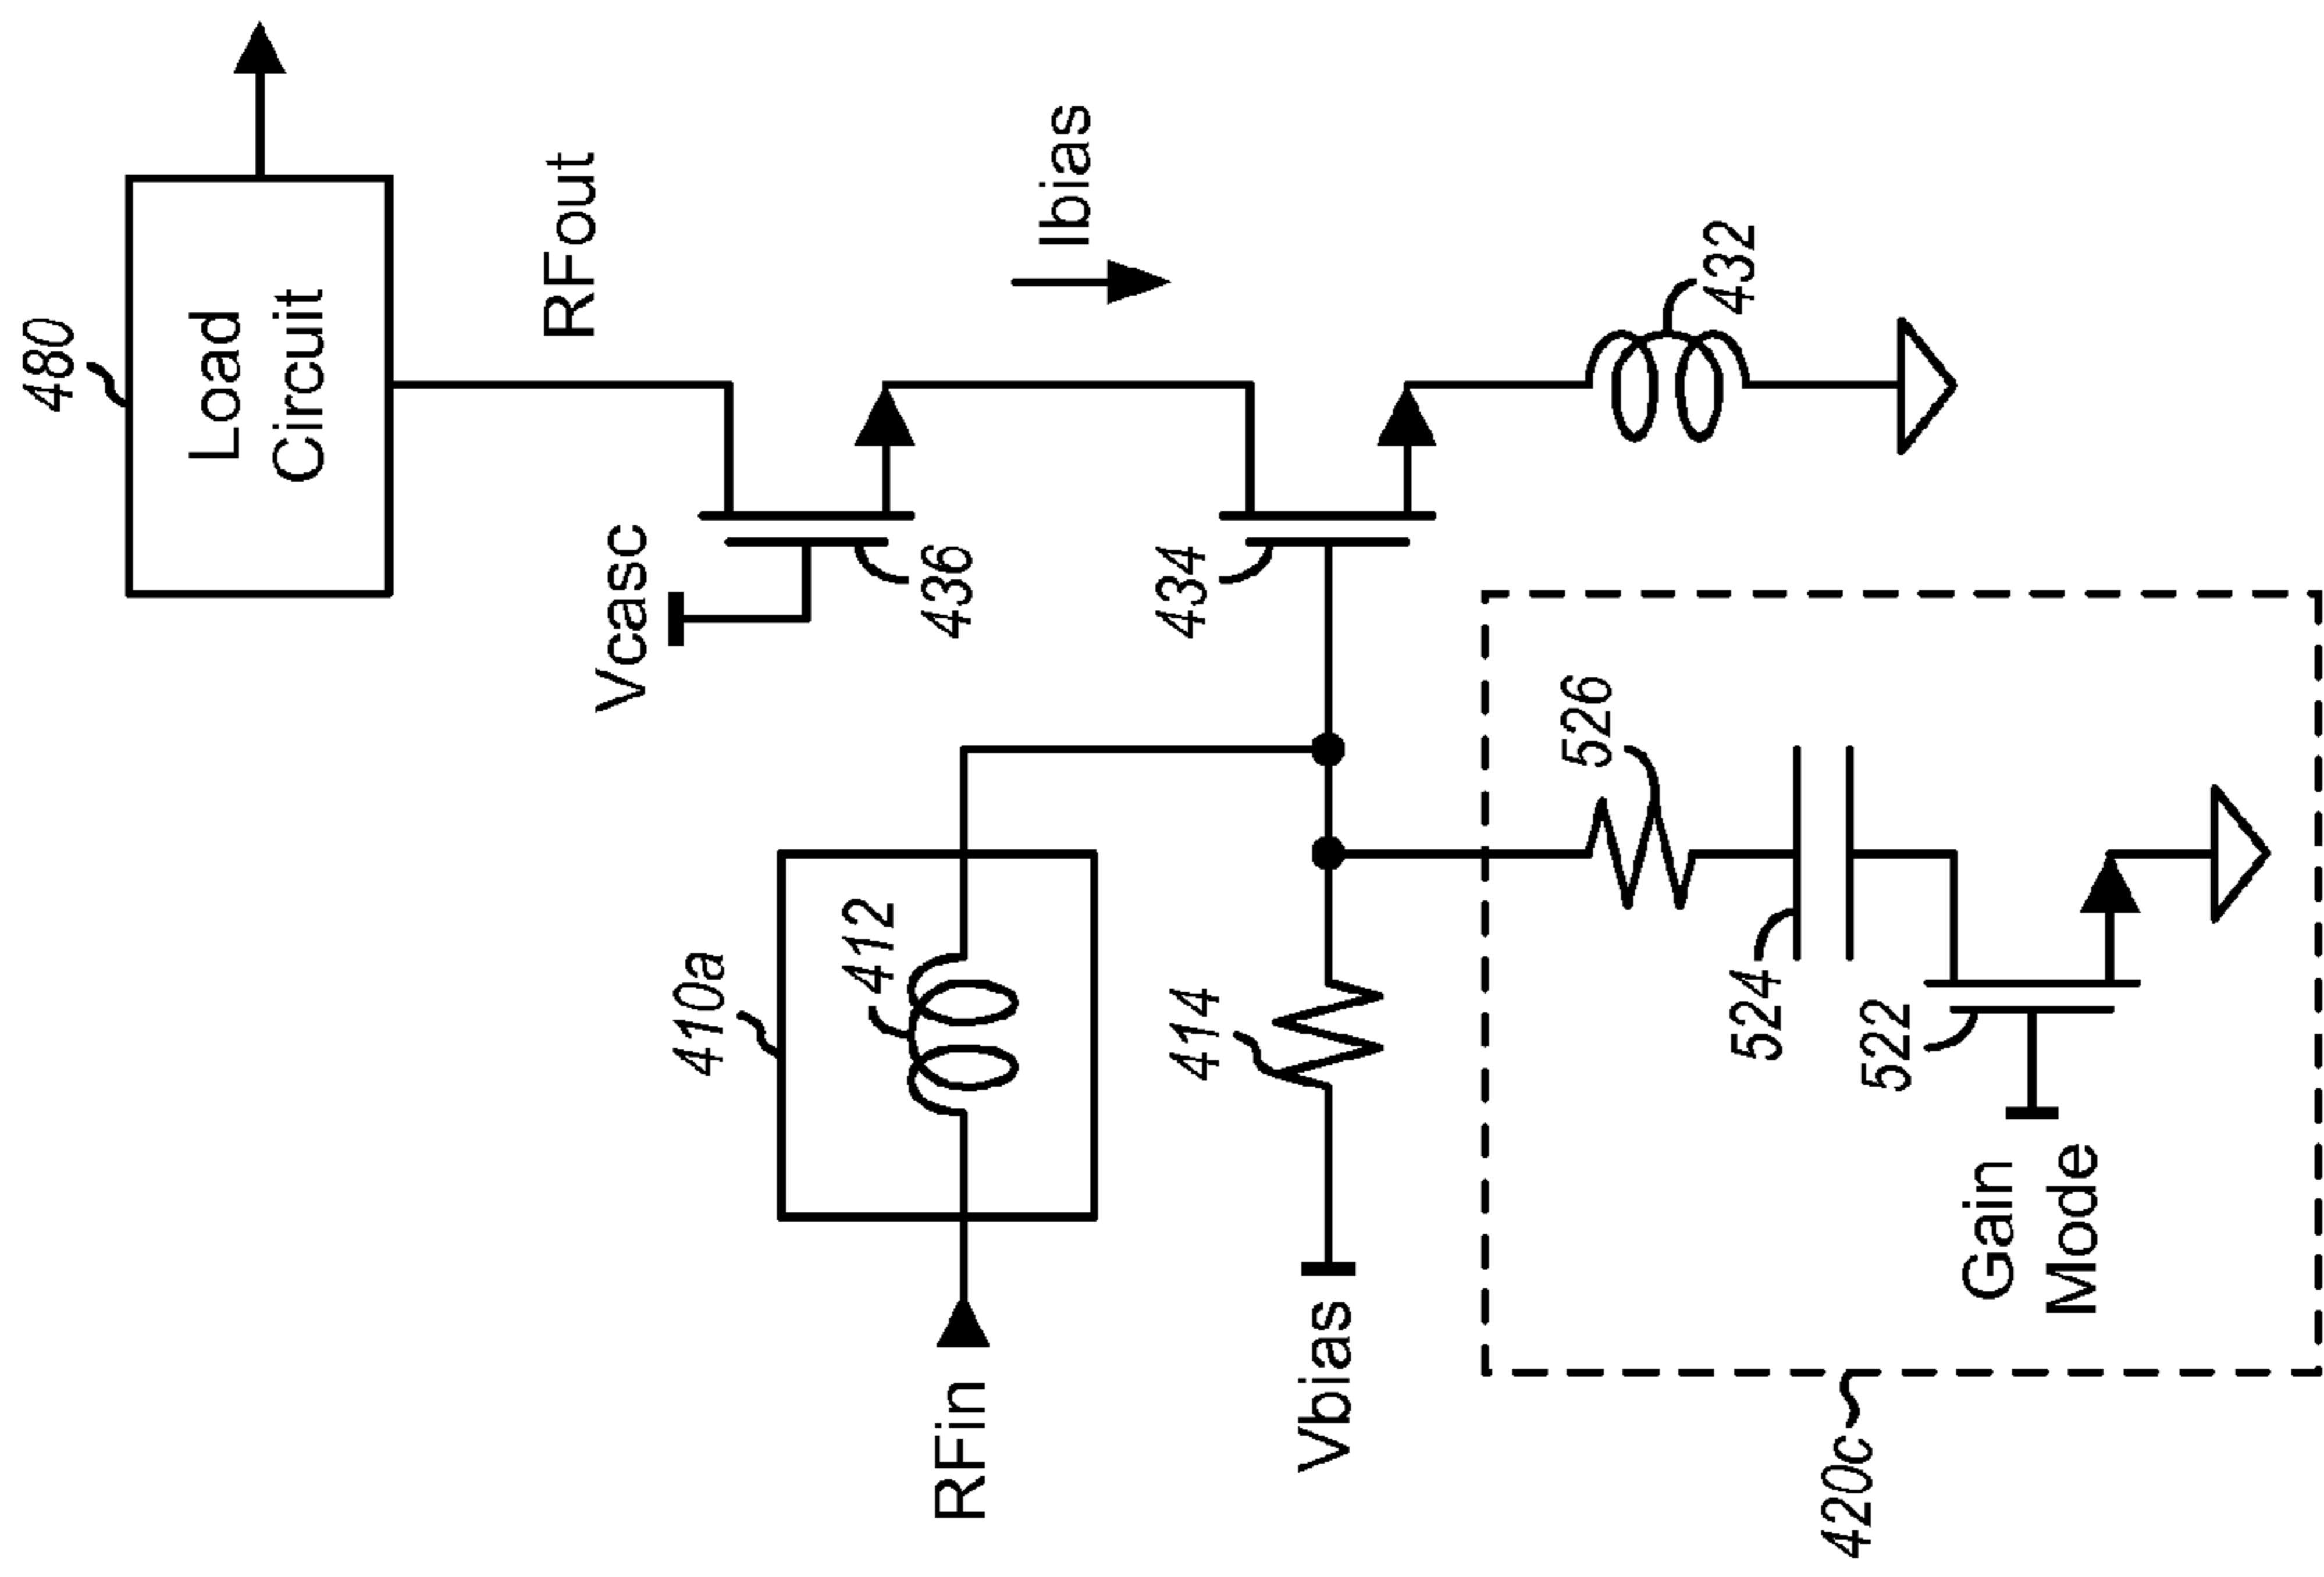 480
Load
Circuit
RFout
Vcasc
436
Ibias
410a
412
RFin
434
414
Vbias
432
526
524
522
Gain
Mode
420c